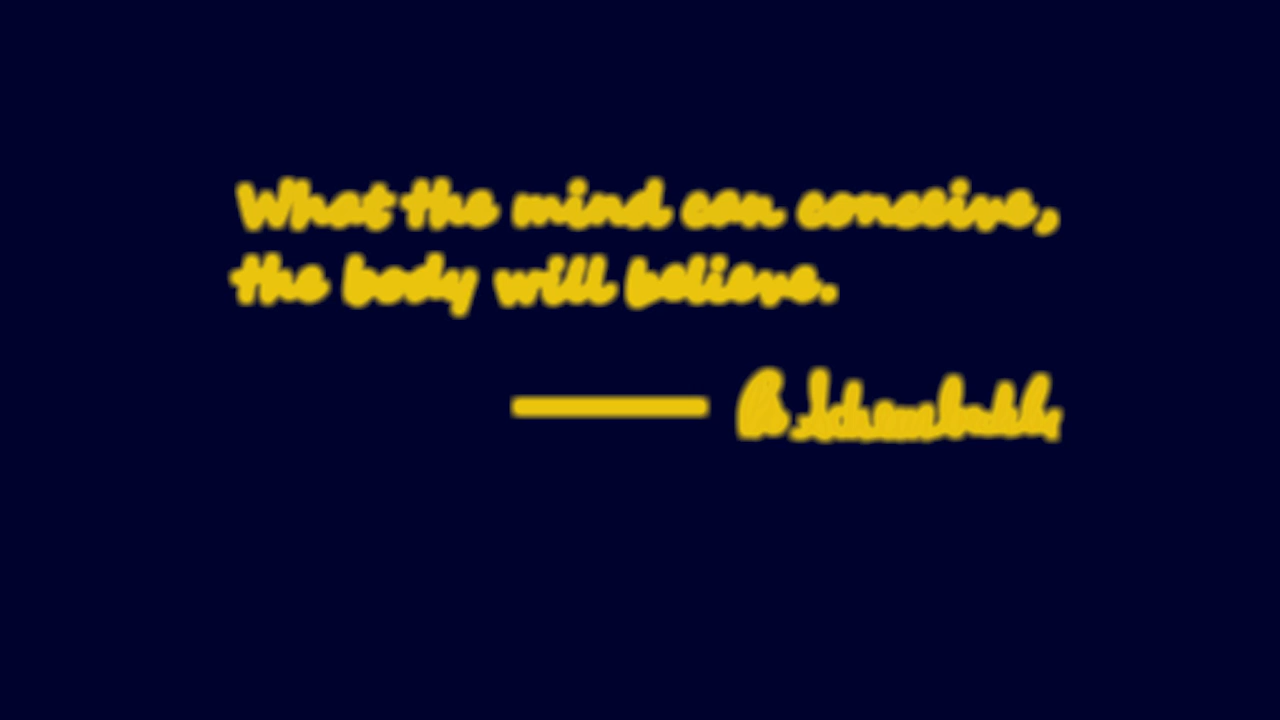 What the mind can conceive,
the body will believe.